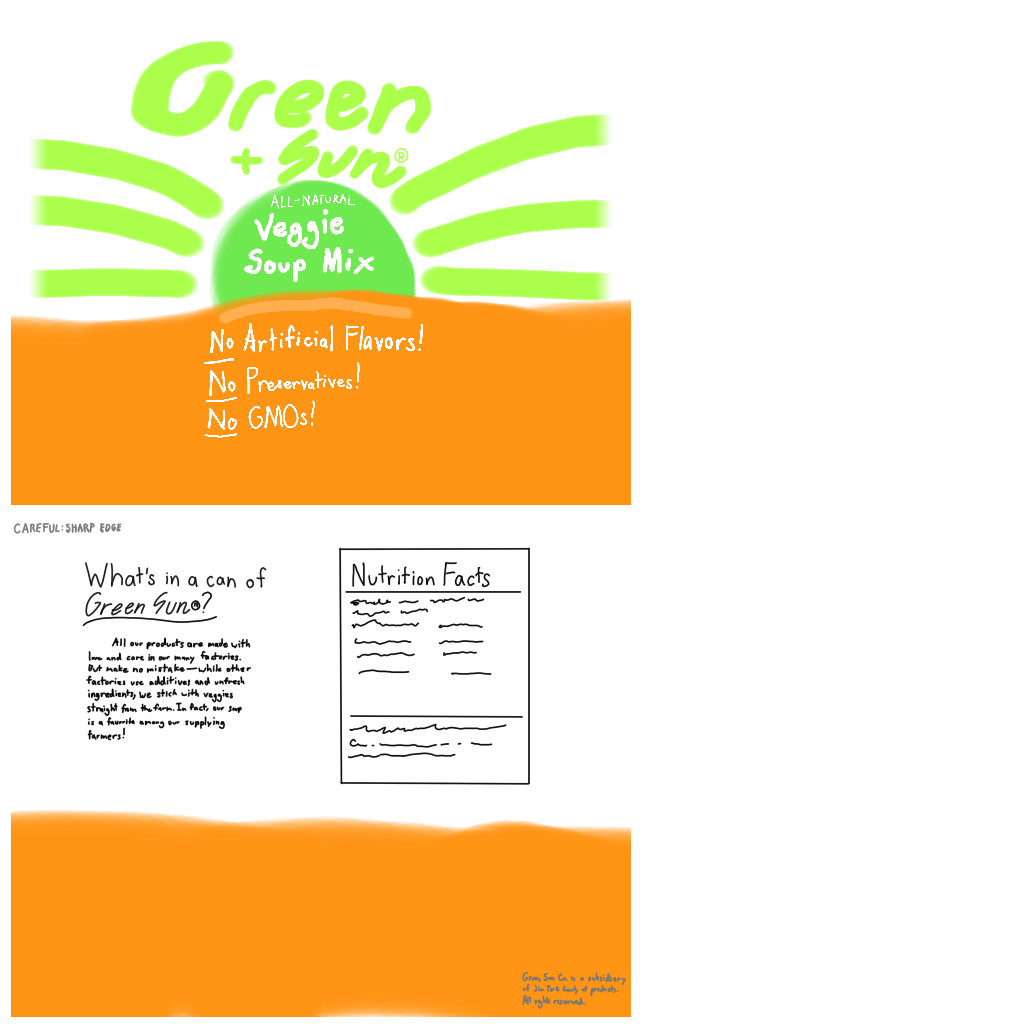 Green
+ Sun®
ALL-NATURAL
Veggie
Soup Mix
No Artificial Flavors!
No Preservatives!
No GMOs!
CAREFUL: SHARP EDGE
What's in a can of
Green Sun®?
All our products are made with
love and care in our many factories.
But make no mistake—while other
factories use additives and unfresh
ingredients, we stick with veggies
straight from the farm. In fact, our soup
is a favorite among our supplying
farmers!
Nutrition Facts
Green Sun Co. is a subsidiary
of Park family of products.
All rights reserved.